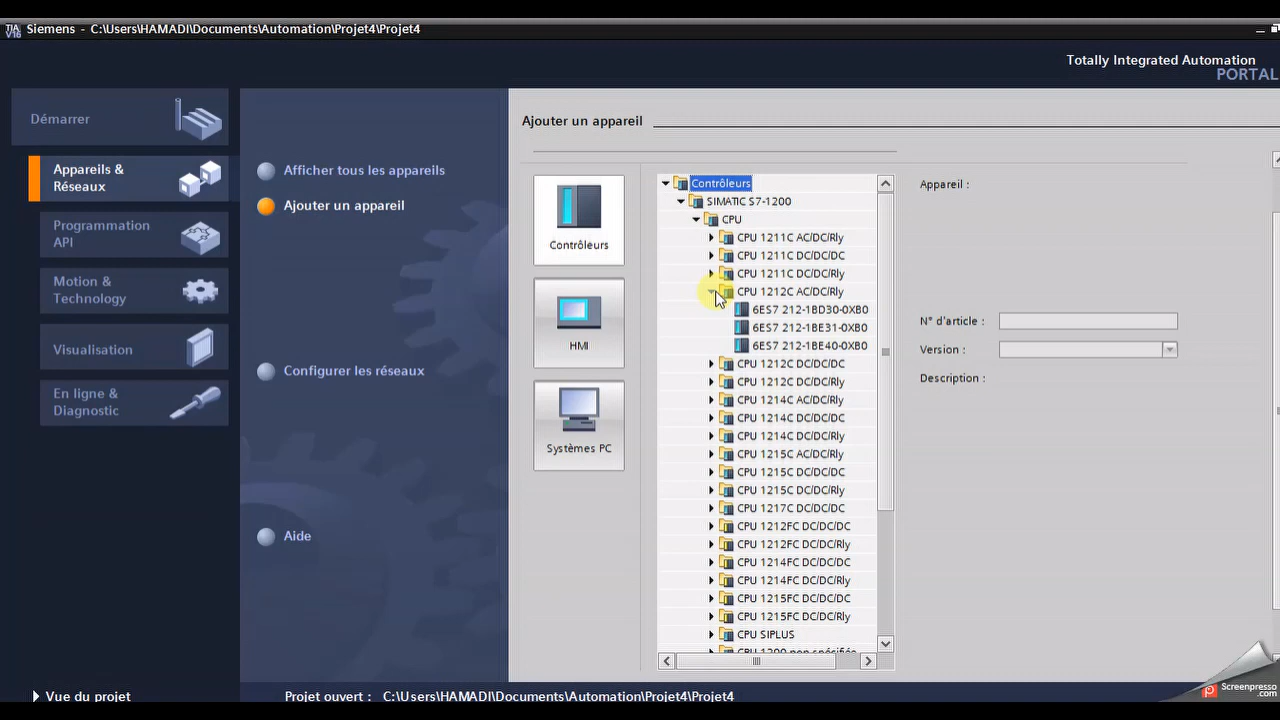 TIA
V16
Siemens - C:\Users\HAMADI\Documents\Automation\Projet4\Projet4
Totally Integrated Automation
PORTAL
Démarrer
Appareils &
Réseaux
Programmation
API
Motion &
Technology
Visualisation
En ligne &
Diagnostic
Vue du projet
Afficher tous les appareils
Ajouter un appareil
Configurer les réseaux
Aide
Ajouter un appareil
Contrôleurs
HMI
Systèmes PC
Contrôleurs
SIMATIC S7-1200
CPU
CPU 1211C AC/DC/Rly
CPU 1211C DC/DC/DC
CPU 1211C DC/DC/Rly
CPU 1212C AC/DC/Rly
6ES7 212-1BD30-0XB0
6ES7 212-1BE31-0XB0
6ES7 212-1BE40-0XB0
CPU 1212C DC/DC/DC
CPU 1212C DC/DC/Rly
CPU 1214C AC/DC/Rly
CPU 1214C DC/DC/DC
CPU 1214C DC/DC/Rly
CPU 1215C AC/DC/Rly
CPU 1215C DC/DC/DC
CPU 1215C DC/DC/Rly
CPU 1217C DC/DC/DC
CPU 1212FC DC/DC/DC
CPU 1212FC DC/DC/Rly
CPU 1214FC DC/DC/DC
CPU 1214FC DC/DC/Rly
CPU 1215FC DC/DC/DC
CPU 1215FC DC/DC/Rly
CPU SIPLUS
CPU 1200 non spécifiée
Appareil :
N° d'article :
Version :
Description :
Projet ouvert : C:\Users\HAMADI\Documents\Automation\Projet4\Projet4
Screenpresso
.com